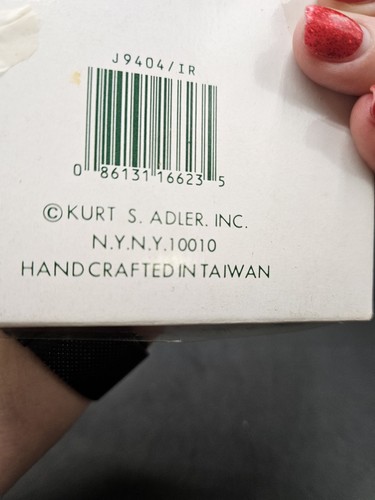 J9404/IR
0 86131 16623 5
©KURT S. ADLER. INC.
N.Y.N.Y.10010
HANDCRAFTED IN TAIWAN